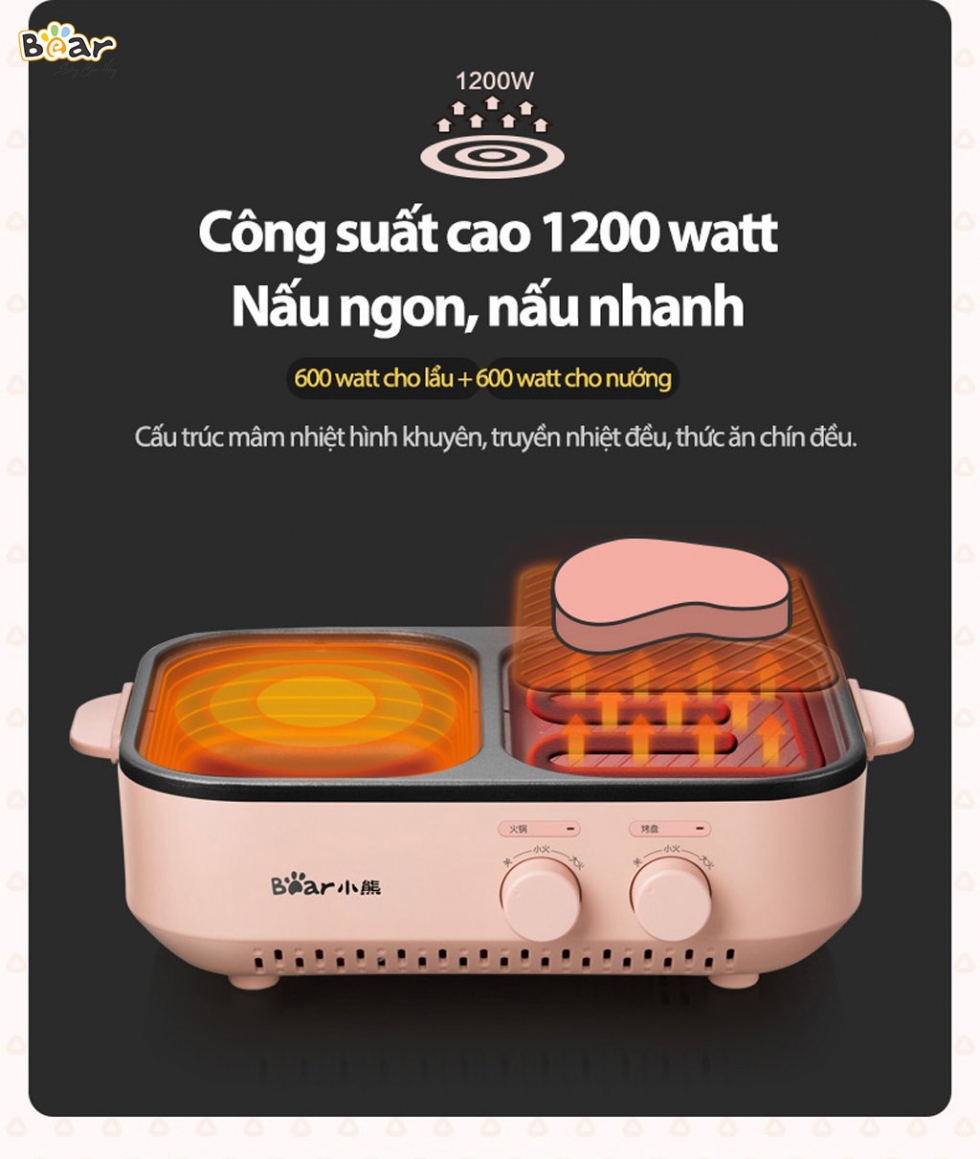 Bear
1200W
Công suất cao 1200 watt
Nấu ngon, nấu nhanh
600 watt cho lẩu + 600 watt cho nướng
Cấu trúc mâm nhiệt hình khuyên, truyền nhiệt đều, thức ăn chín đều.
火锅 烤盘
关 小火 大火 关 小火 大火
Bear小熊